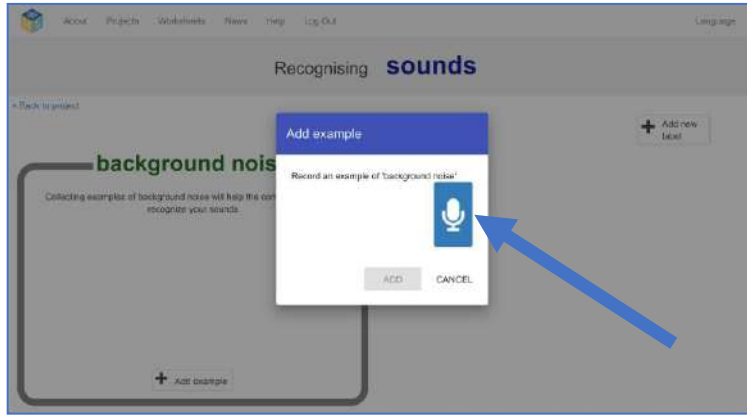 About Projects Worksheets News Help Log Out Language
Recognising sounds
< Back to project
Add new
label
Add example
background nois
Record an example of 'background noise'
Collecting examples of background noise will help the com
recognize your sounds
ADD CANCEL
Add example